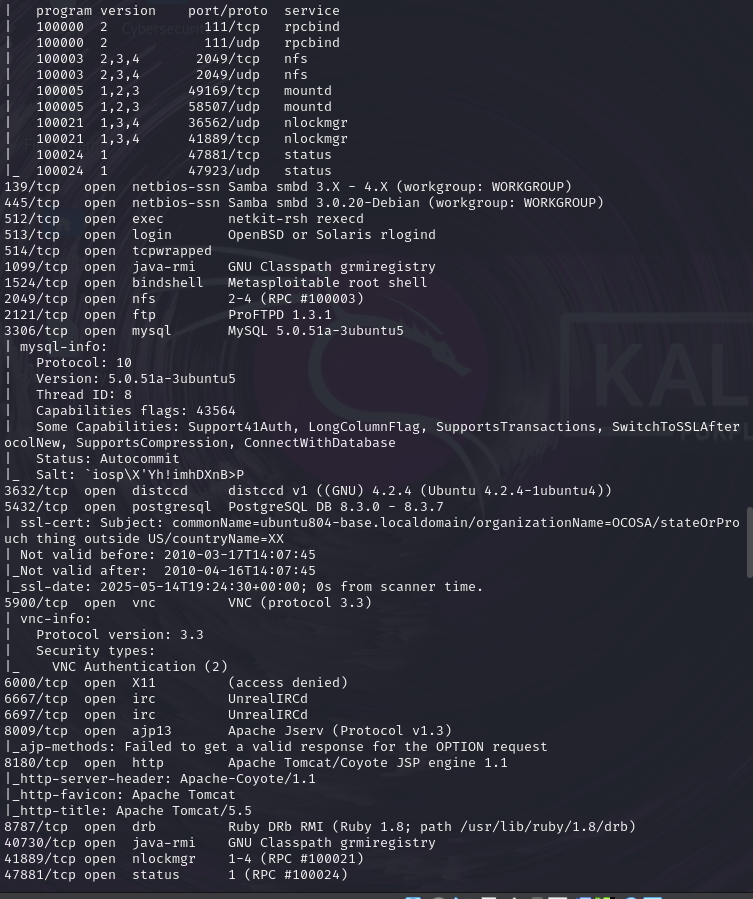 |   program version    port/proto  service
|   100000  2            111/tcp   rpcbind
|   100000  2            111/udp   rpcbind
|   100003  2,3,4       2049/tcp   nfs
|   100003  2,3,4       2049/udp   nfs
|   100005  1,2,3      49169/tcp   mountd
|   100005  1,2,3      58507/udp   mountd
|   100021  1,3,4      36562/udp   nlockmgr
|   100021  1,3,4      41889/tcp   nlockmgr
|   100024  1          47881/tcp   status
|_  100024  1          47923/udp   status
139/tcp   open  netbios-ssn Samba smbd 3.X - 4.X (workgroup: WORKGROUP)
445/tcp   open  netbios-ssn Samba smbd 3.0.20-Debian (workgroup: WORKGROUP)
512/tcp   open  exec        netkit-rsh rexecd
513/tcp   open  login       OpenBSD or Solaris rlogind
514/tcp   open  tcpwrapped
1099/tcp  open  java-rmi    GNU Classpath grmiregistry
1524/tcp  open  bindshell   Metasploitable root shell
2049/tcp  open  nfs         2-4 (RPC #100003)
2121/tcp  open  ftp         ProFTPD 1.3.1
3306/tcp  open  mysql       MySQL 5.0.51a-3ubuntu5
| mysql-info:
|   Protocol: 10
|   Version: 5.0.51a-3ubuntu5
|   Thread ID: 8
|   Capabilities flags: 43564
|   Some Capabilities: Support41Auth, LongColumnFlag, SupportsTransactions, SwitchToSSLAfter
ocolNew, SupportsCompression, ConnectWithDatabase
|   Status: Autocommit
|_  Salt: `iosp\X'Yh!imhDXnB>P
3632/tcp  open  distccd     distccd v1 ((GNU) 4.2.4 (Ubuntu 4.2.4-1ubuntu4))
5432/tcp  open  postgresql  PostgreSQL DB 8.3.0 - 8.3.7
| ssl-cert: Subject: commonName=ubuntu804-base.localdomain/organizationName=OCOSA/stateOrPro
uch thing outside US/countryName=XX
| Not valid before: 2010-03-17T14:07:45
|_Not valid after:  2010-04-16T14:07:45
|_ssl-date: 2025-05-14T19:24:30+00:00; 0s from scanner time.
5900/tcp  open  vnc         VNC (protocol 3.3)
| vnc-info:
|   Protocol version: 3.3
|   Security types:
|_    VNC Authentication (2)
6000/tcp  open  X11         (access denied)
6667/tcp  open  irc         UnrealIRCd
6697/tcp  open  irc         UnrealIRCd
8009/tcp  open  ajp13       Apache Jserv (Protocol v1.3)
|_ajp-methods: Failed to get a valid response for the OPTION request
8180/tcp  open  http        Apache Tomcat/Coyote JSP engine 1.1
|_http-server-header: Apache-Coyote/1.1
|_http-favicon: Apache Tomcat
|_http-title: Apache Tomcat/5.5
8787/tcp  open  drb         Ruby DRb RMI (Ruby 1.8; path /usr/lib/ruby/1.8/drb)
40730/tcp open  java-rmi    GNU Classpath grmiregistry
41889/tcp open  nlockmgr    1-4 (RPC #100021)
47881/tcp open  status      1 (RPC #100024)
KAL